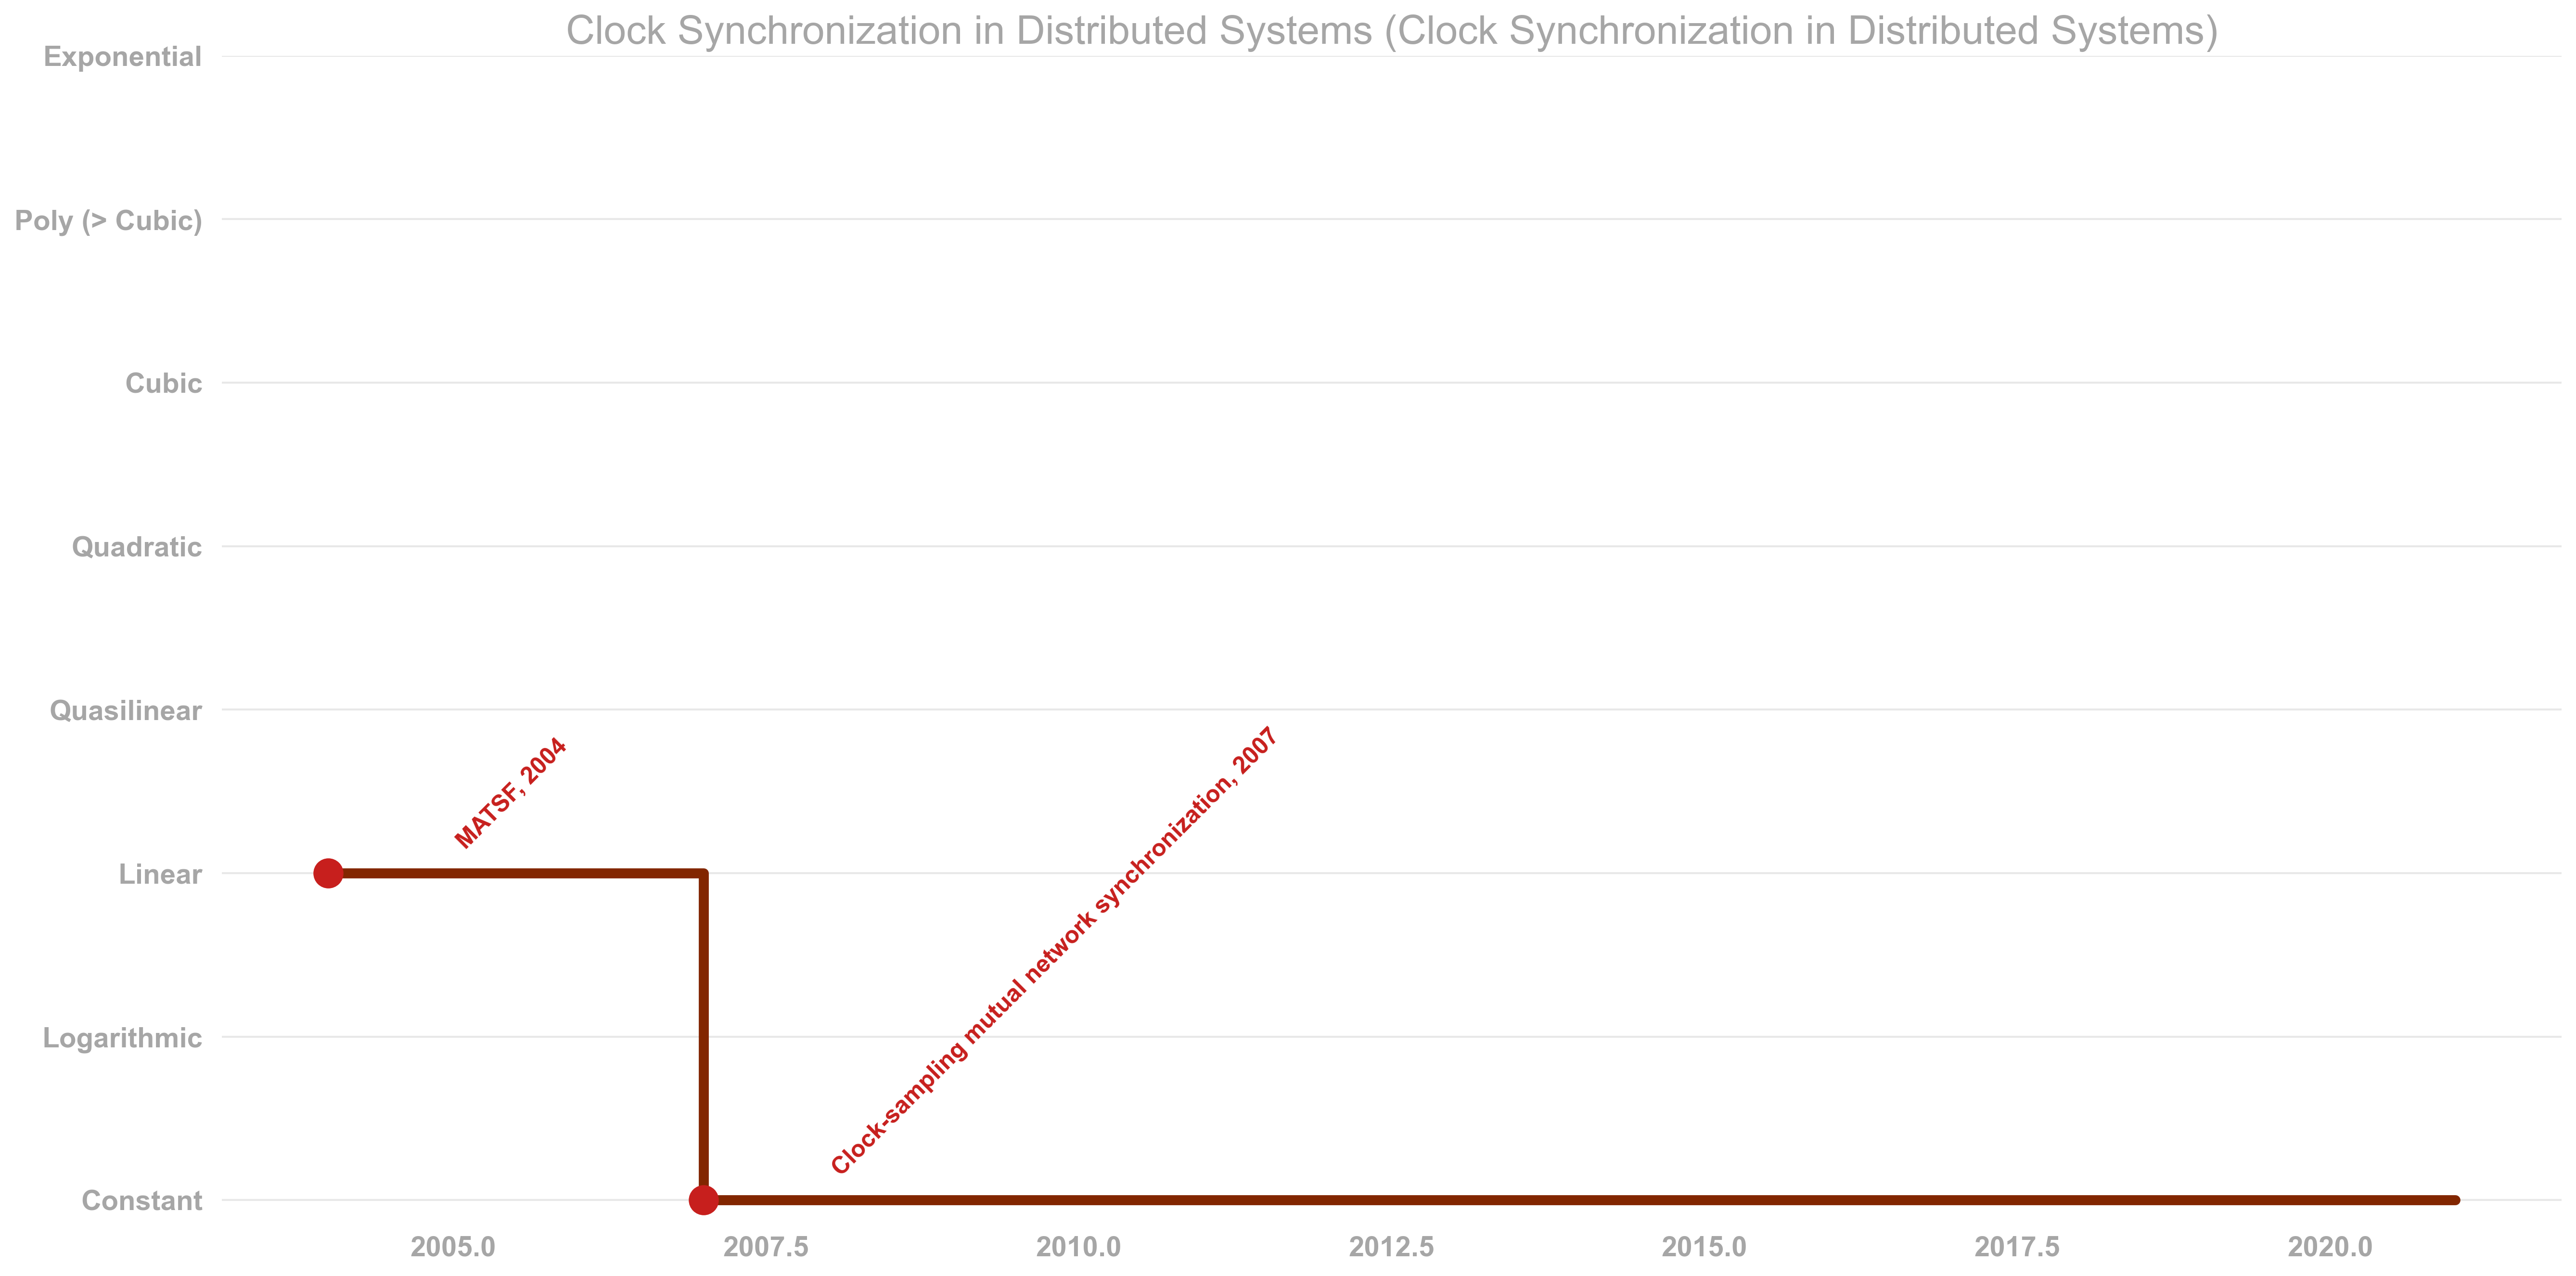 Clock Synchronization in Distributed Systems (Clock Synchronization in Distributed Systems)
Exponential
Poly (> Cubic)
Cubic
Quadratic
Quasilinear
Linear
Logarithmic
Constant
MATSF, 2004
Clock-sampling mutual network synchronization, 2007
2005.0
2007.5
2010.0
2012.5
2015.0
2017.5
2020.0